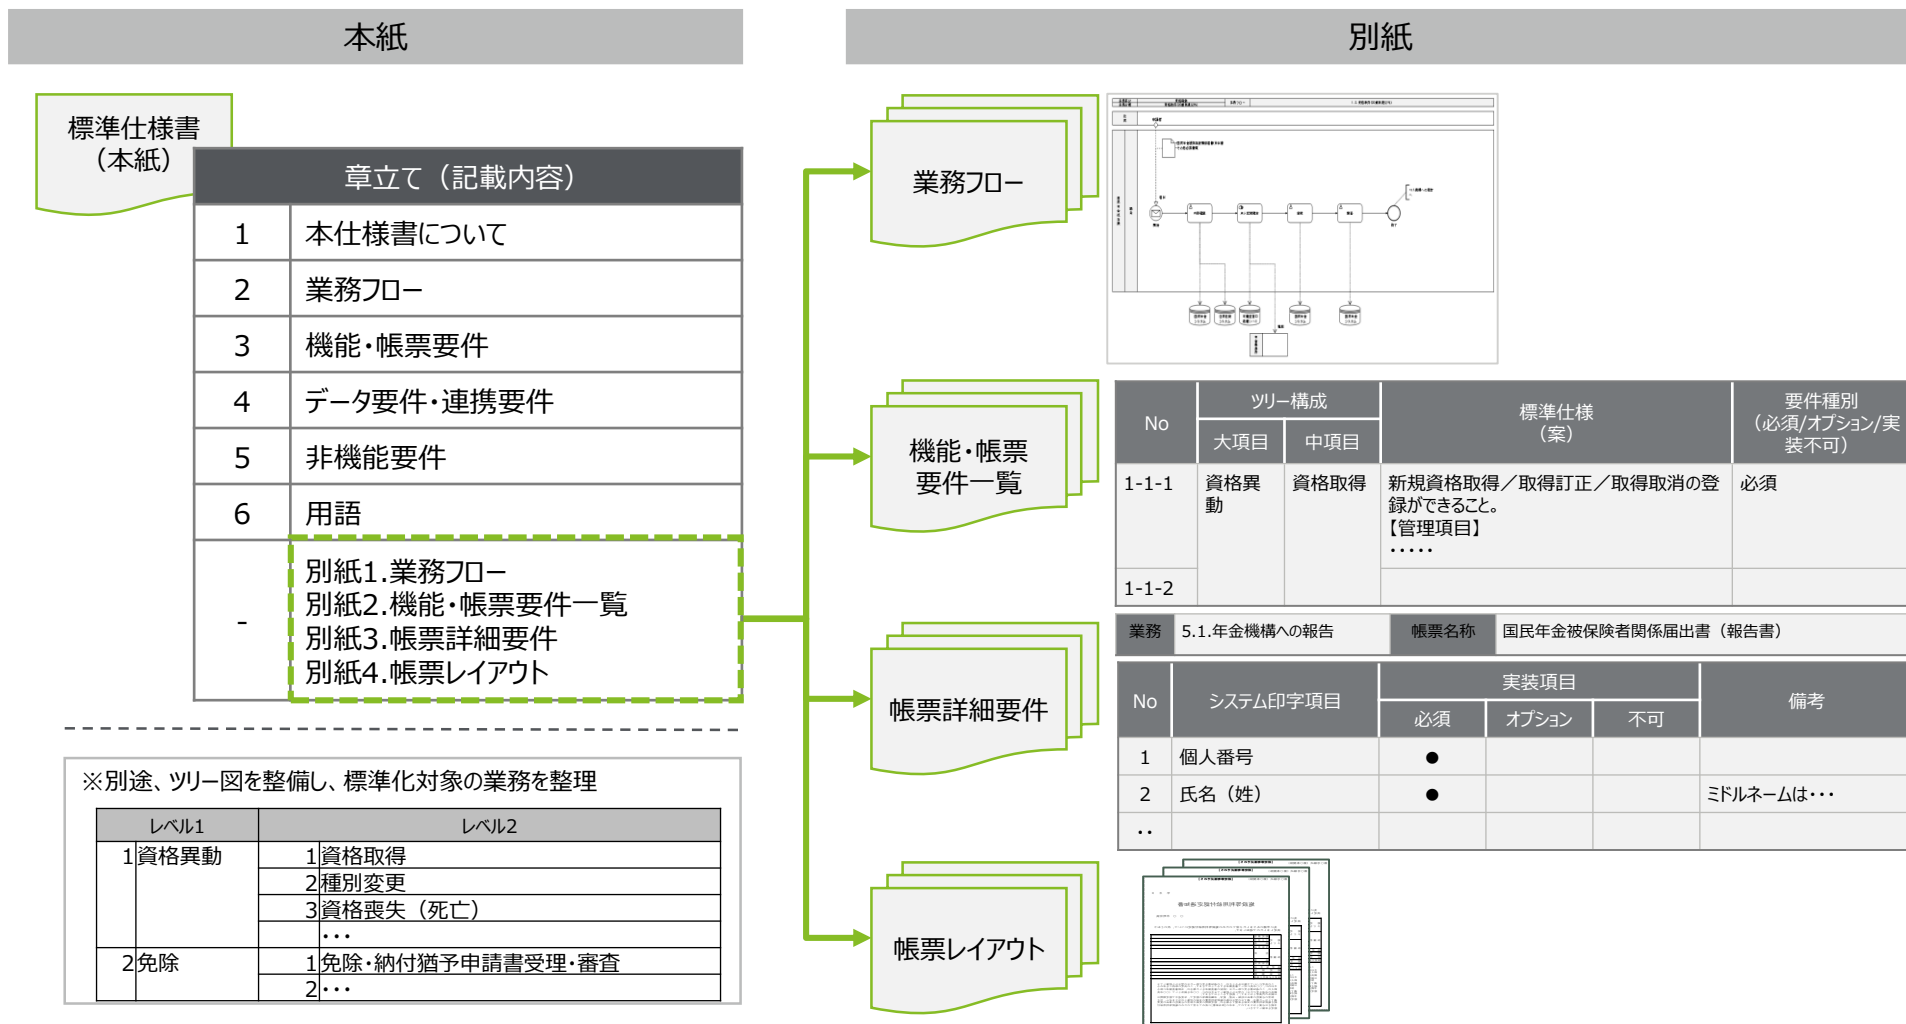 本紙
別紙
標準仕様書
（本紙）
章立て（記載内容）
1 本仕様書について
2 業務フロー
3 機能・帳票要件
4 データ要件・連携要件
5 非機能要件
6 用語
- 別紙1.業務フロー
別紙2.機能・帳票要件一覧
別紙3.帳票詳細要件
別紙4.帳票レイアウト
※別途、ツリー図を整備し、標準化対象の業務を整理
レベル1 レベル2
1 資格異動 1 資格取得
2 種別変更
3 資格喪失（死亡）
・・・
2 免除 1 免除・納付猶予申請書受理・審査
2 ・・・
業務フロー
機能・帳票
要件一覧
No ツリー構成 標準仕様
（案） 要件種別
（必須/オプション/実
装不可）
大項目 中項目
1-1-1 資格異
動 資格取得 新規資格取得／取得訂正／取得取消の登
録ができること。
【管理項目】
・・・・・ 必須
1-1-2
帳票詳細要件
業務 5.1.年金機構への報告 帳票名称 国民年金被保険者関係届出書（報告書）
No システム印字項目 実装項目 備考
必須 オプション 不可
1 個人番号 ●
2 氏名（姓） ● ミドルネームは・・・
・・
帳票レイアウト